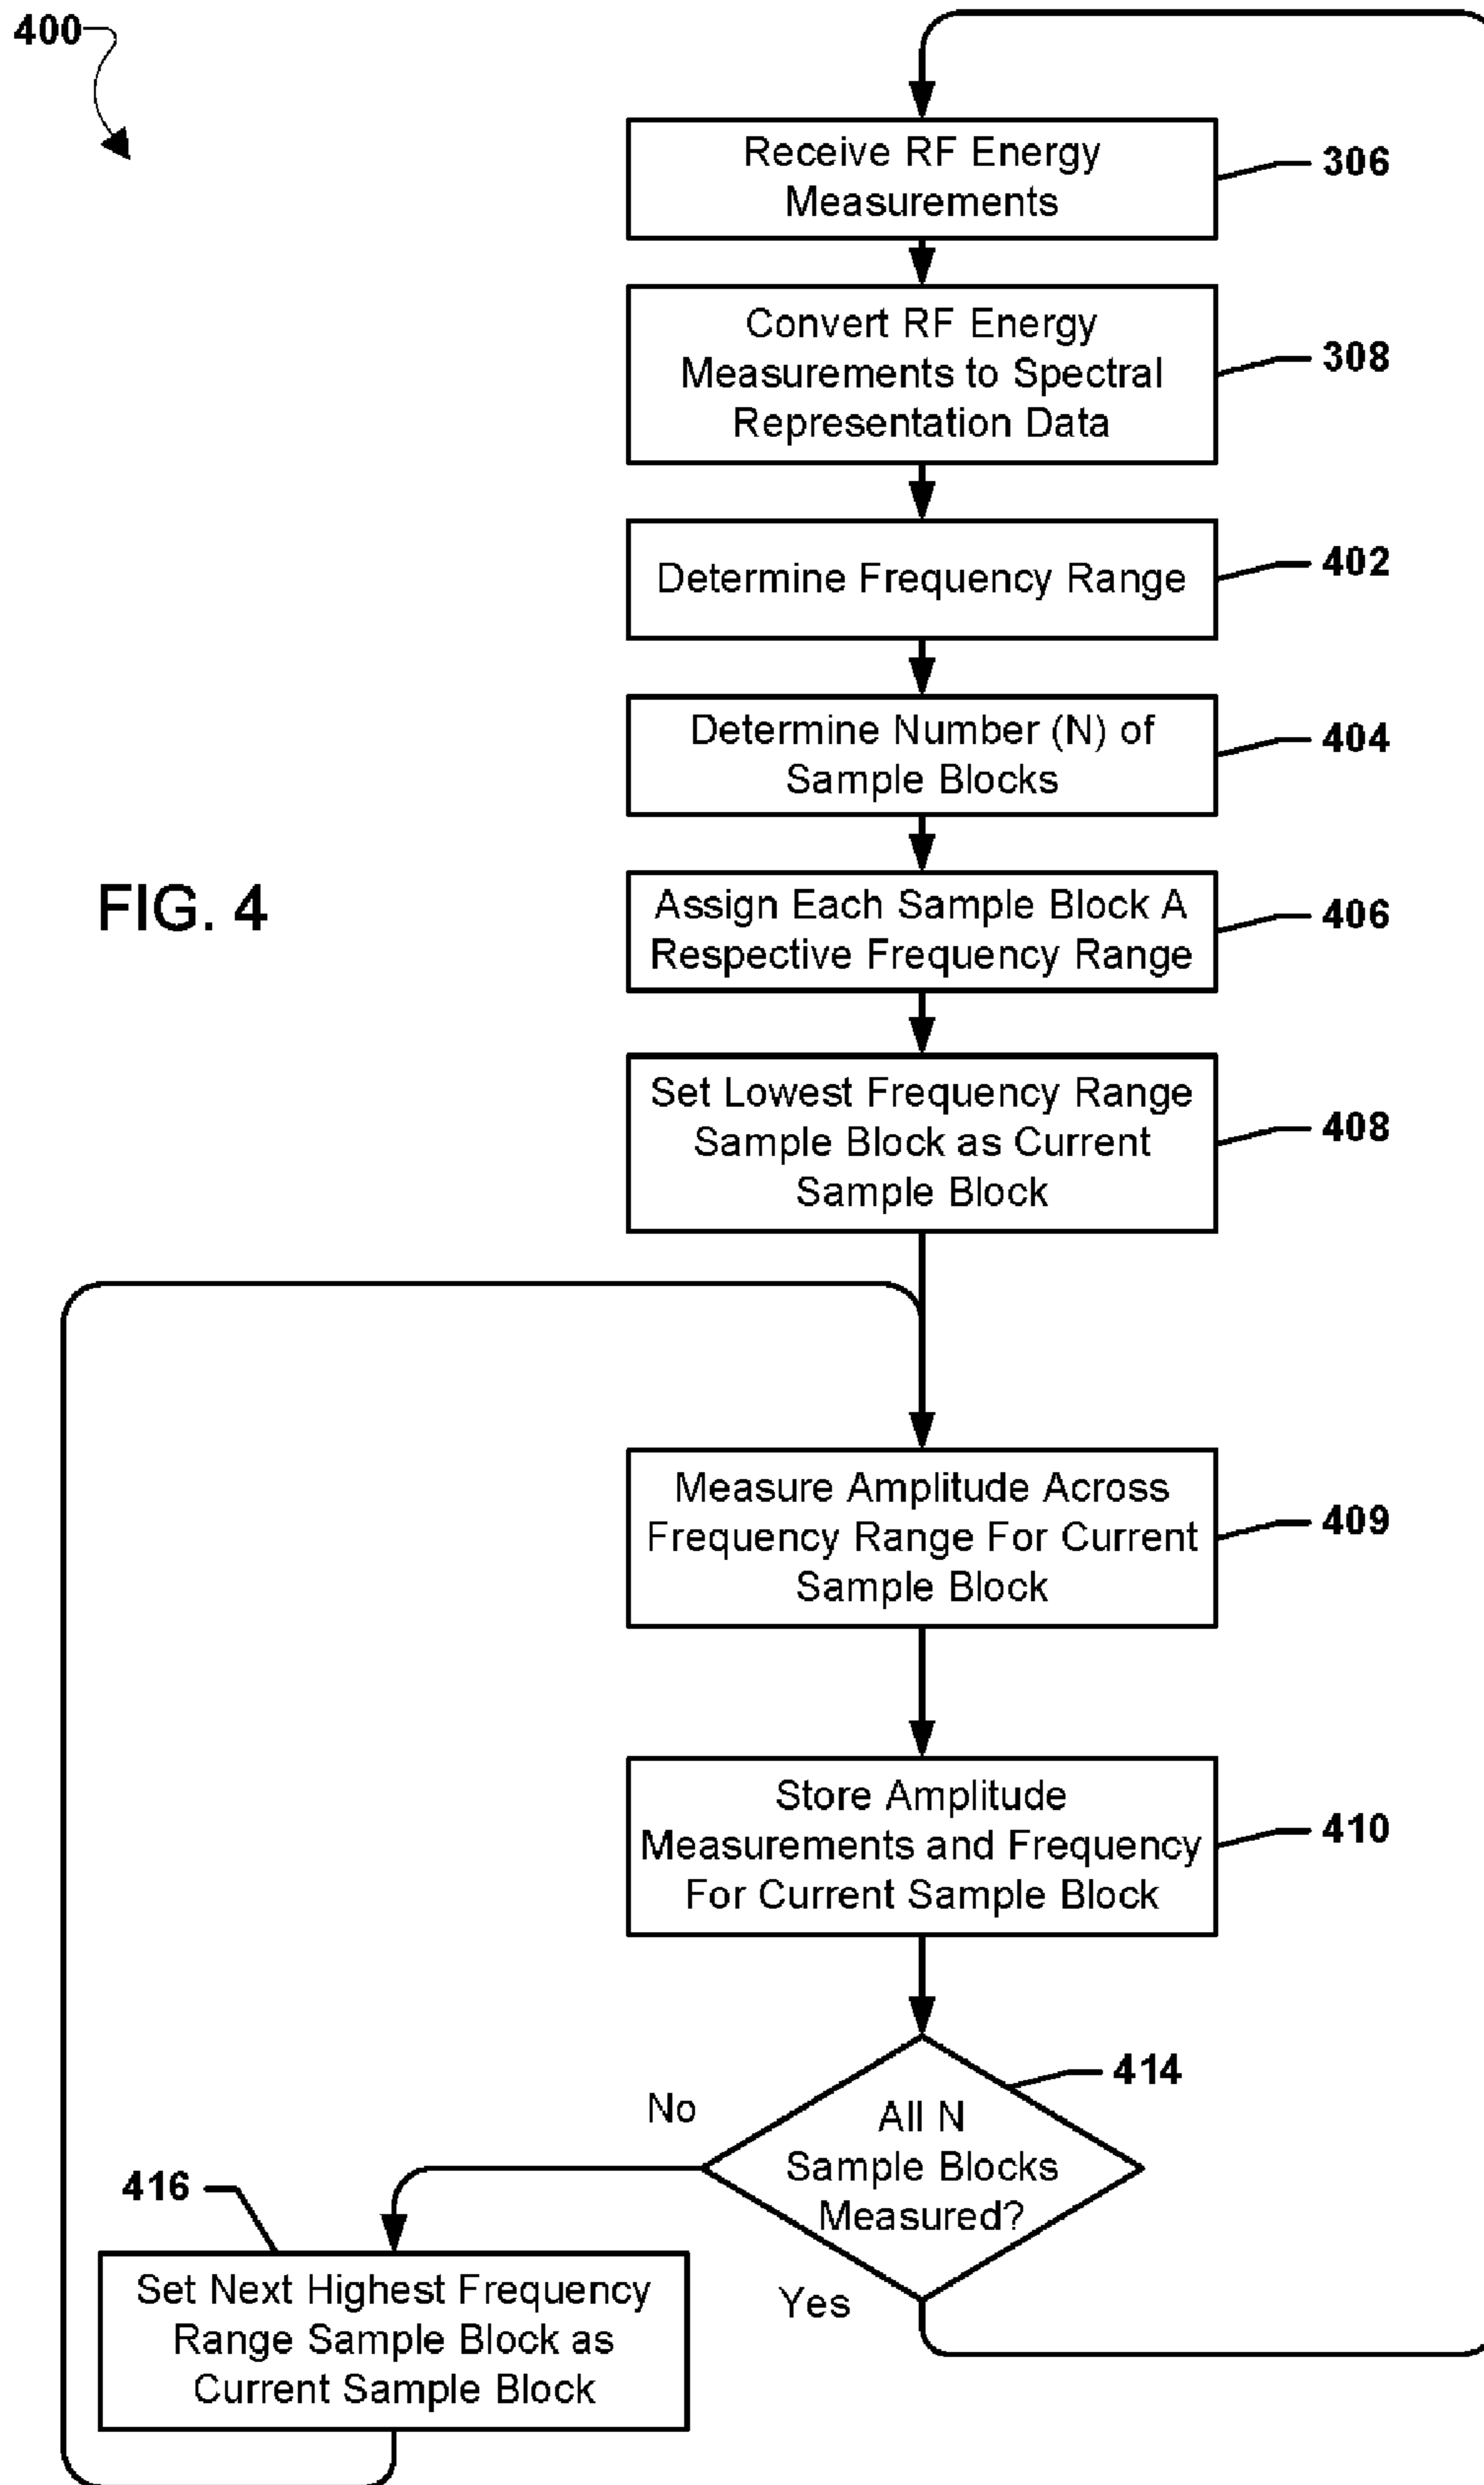 400
Receive RF Energy
Measurements
306
Convert RF Energy
Measurements to Spectral
Representation Data
308
Determine Frequency Range
402
Determine Number (N) of
Sample Blocks
404
FIG. 4
Assign Each Sample Block A
Respective Frequency Range
406
Set Lowest Frequency Range
Sample Block as Current
Sample Block
408
Measure Amplitude Across
Frequency Range For Current
Sample Block
409
Store Amplitude
Measurements and Frequency
For Current Sample Block
410
414
No
All N
Sample Blocks
Measured?
Yes
416
Set Next Highest Frequency
Range Sample Block as
Current Sample Block